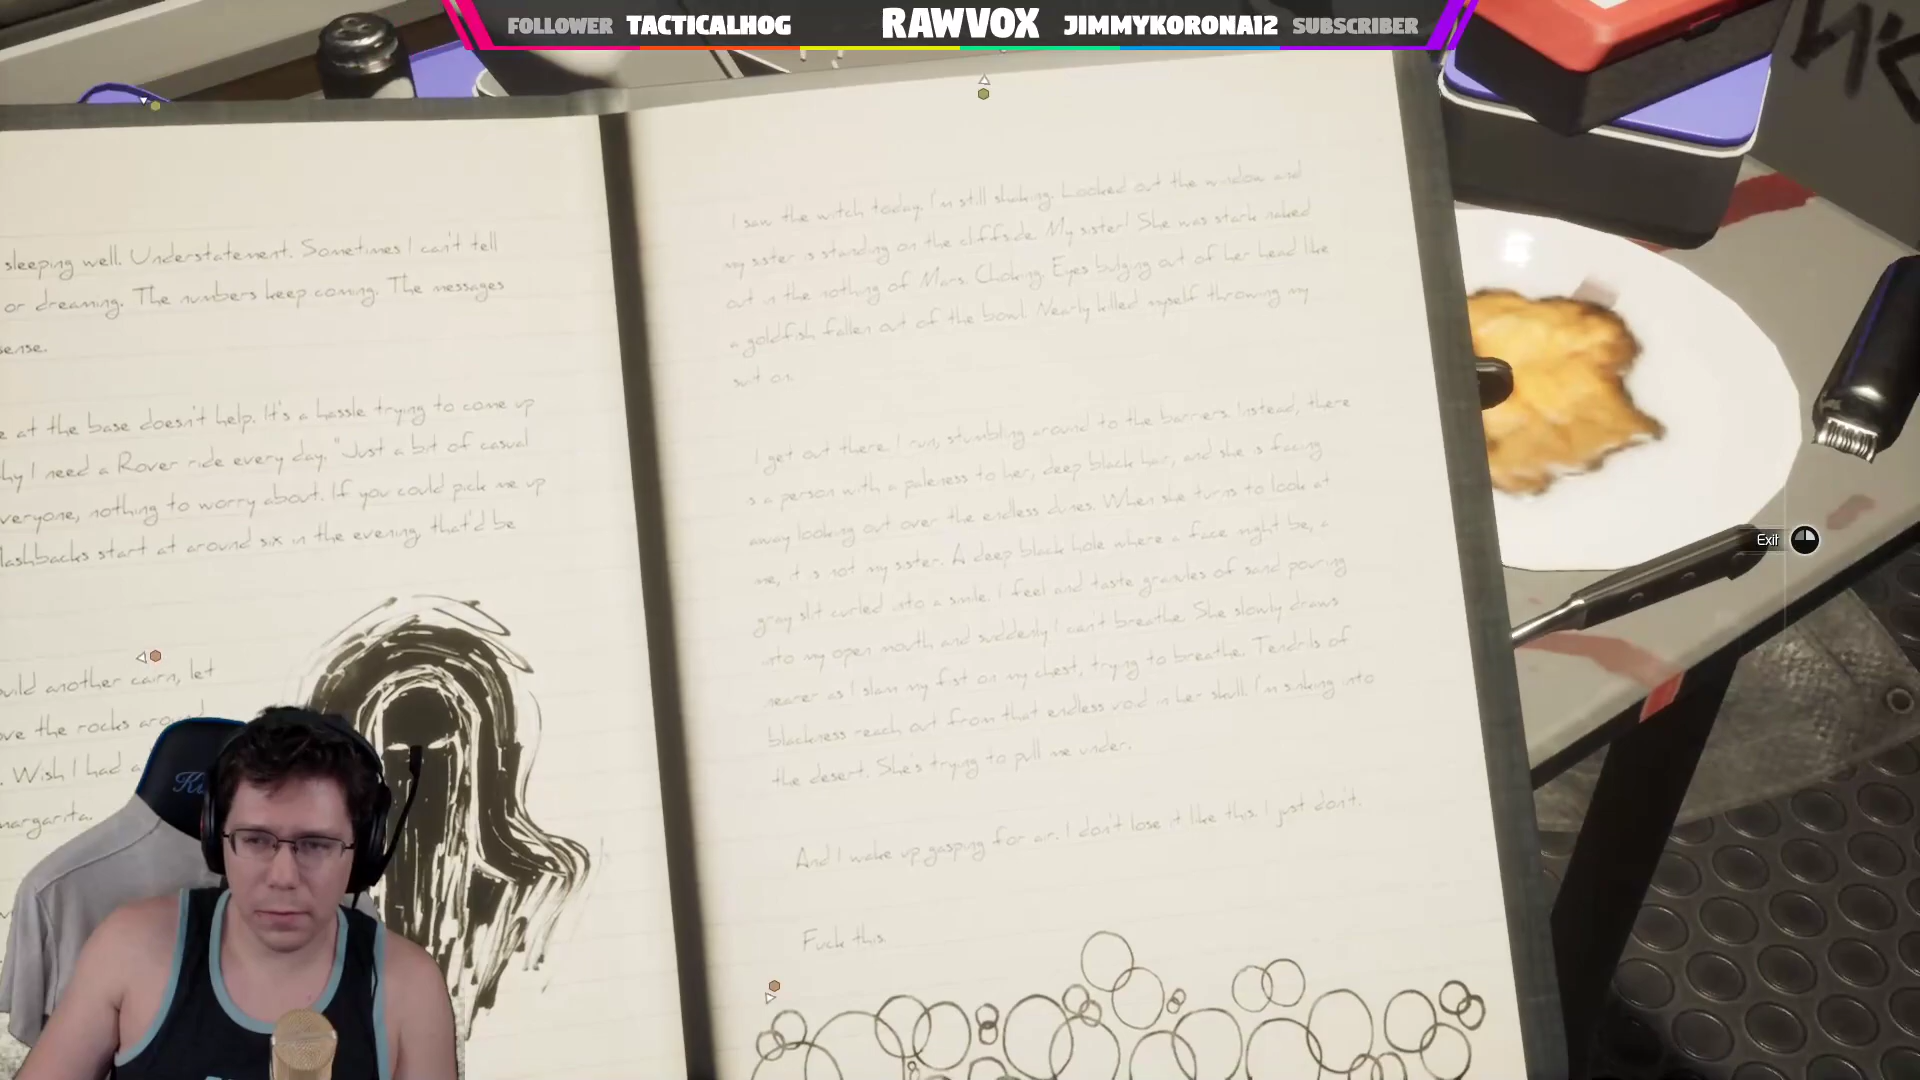 FOLLOWER TACTICALHOG RAWVOX JIMMYKORONA12 SUBSCRIBER
sleeping well. Understatement. Sometimes I can't tell
or dreaming. The numbers keep coming. The messages
ense.
e at the base doesn't help. It's a hassle trying to come up
hy I need a Rover ride every day. "Just a bit of casual
veryone, nothing to worry about. If you could pick me up
lashbacks start at around six in the evening, that'd be
uild another cairn, let
ove the rocks around
. Wish I had a
margarita.
I saw the witch today. I'm still shaking. Looked out the window and
my sister is standing on the cliffside. My sister! She was stark naked
out in the nothing of Mars. Choking. Eyes bulging out of her head like
a goldfish fallen out of the bowl. Nearly killed myself throwing my
suit on.
I get out there. I run, stumbling around to the barriers. Instead, there
is a person with a paleness to her, deep black hair, and she is facing
away looking out over the endless dunes. When she turns to look at
me, it is not my sister. A deep black hole where a face might be, a
gray slit curled into a smile. I feel and taste granules of sand pouring
into my open mouth and suddenly I can't breathe. She slowly draws
nearer as I slam my fist on my chest, trying to breathe. Tendrils of
blackness reach out from that endless void in her skull. I'm sinking into
the desert. She's trying to pull me under.
And I wake up gasping for air. I don't lose it like this. I just don't.
Fuck this.
Exit